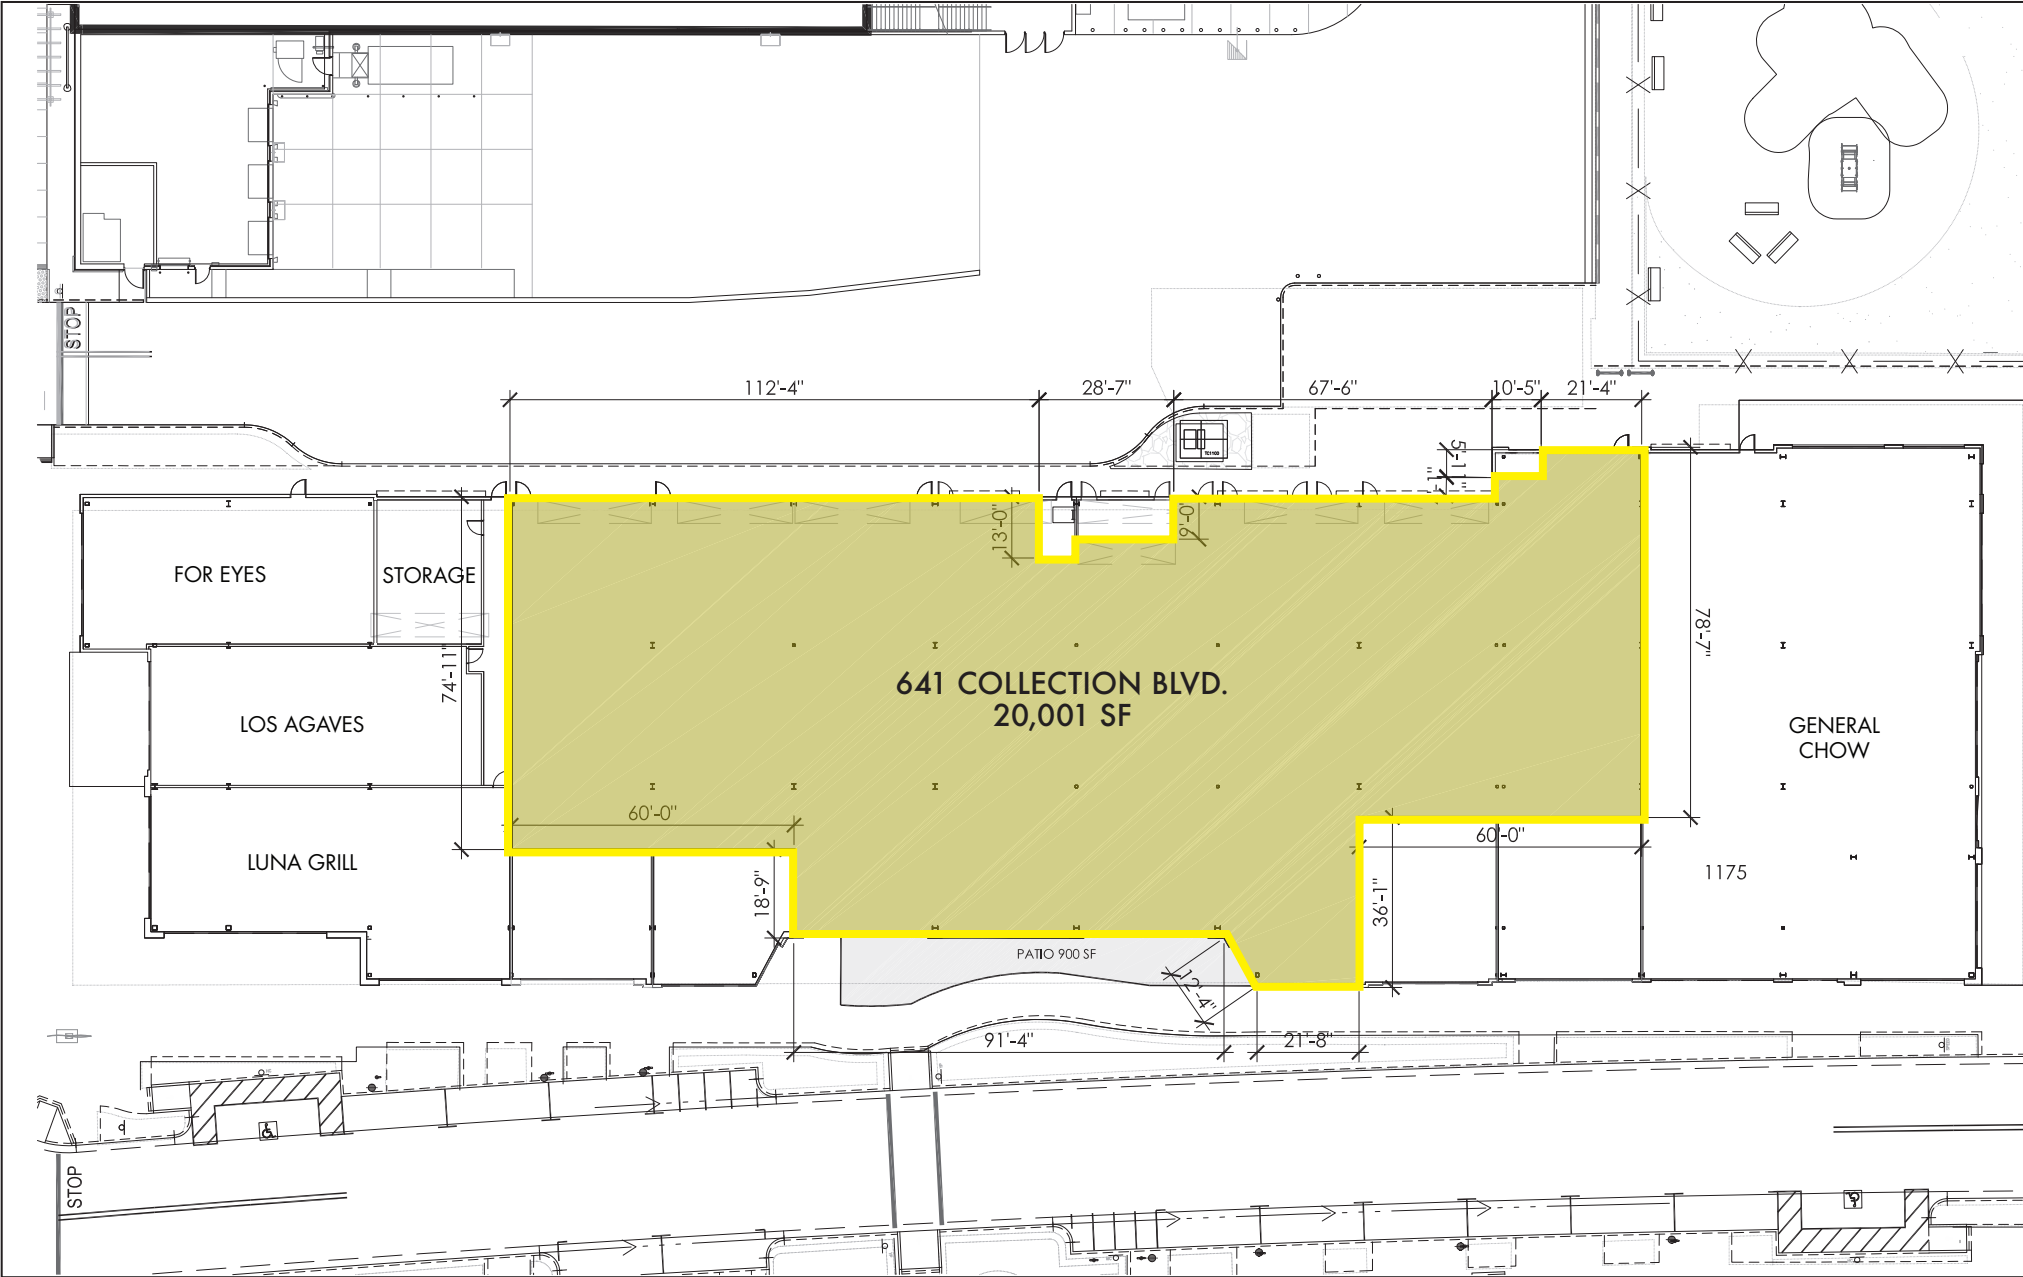 STOP
112'-4"
28'-7"
67'-6"
10'-5"
21'-4"
5'-11"
TC1100
13'-0"
9'-0"
FOR EYES
STORAGE
74'-11"
78'-7"
641 COLLECTION BLVD.
20,001 SF
LOS AGAVES
GENERAL
CHOW
60'-0"
60'-0"
LUNA GRILL
1175
18'-9"
36'-1"
PATIO 900 SF
12'-4"
91'-4"
21'-8"
STOP